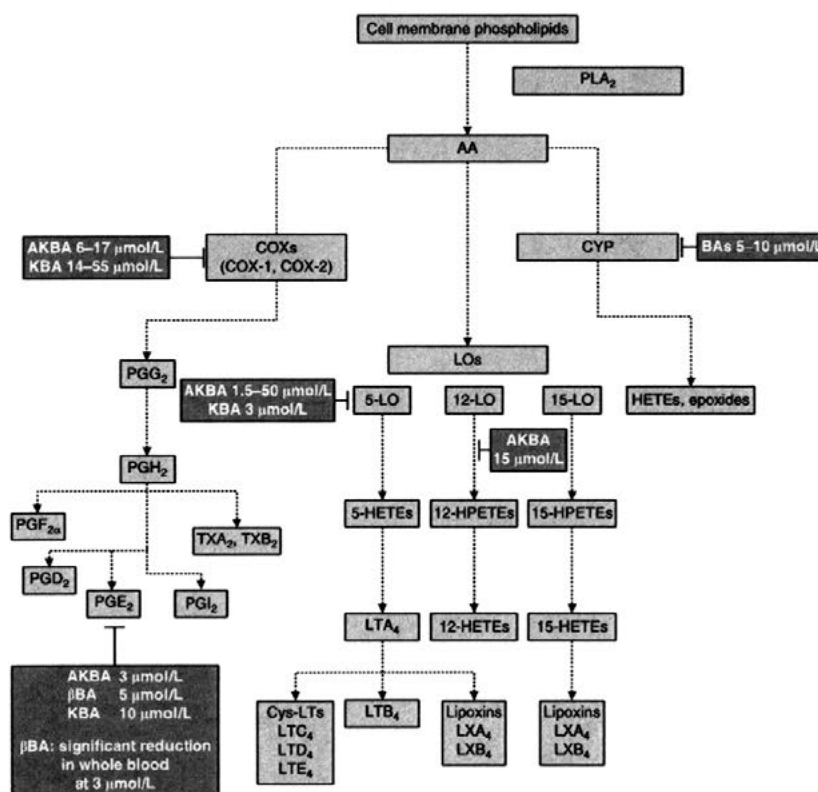 Cell membrane phospholipids
PLA₂
AA
AKBA 6–17 μmol/L
KBA 14–55 μmol/L
COXs
(COX-1, COX-2)
CYP
BAs 5–10 μmol/L
LOs
PGG₂
AKBA 1.5–50 μmol/L
KBA 3 μmol/L
5-LO
12-LO
15-LO
HETEs, epoxides
AKBA
15 μmol/L
PGH₂
PGF₂α
TXA₂, TXB₂
5-HETEs
12-HPETEs
15-HPETEs
PGD₂
PGE₂
PGI₂
LTA₄
12-HETEs
15-HETEs
AKBA 3 μmol/L
βBA 5 μmol/L
KBA 10 μmol/L
βBA: significant reduction
in whole blood
at 3 μmol/L
Cys-LTs
LTC₄
LTD₄
LTE₄
LTB₄
Lipoxins
LXA₄
LXB₄
Lipoxins
LXA₄
LXB₄